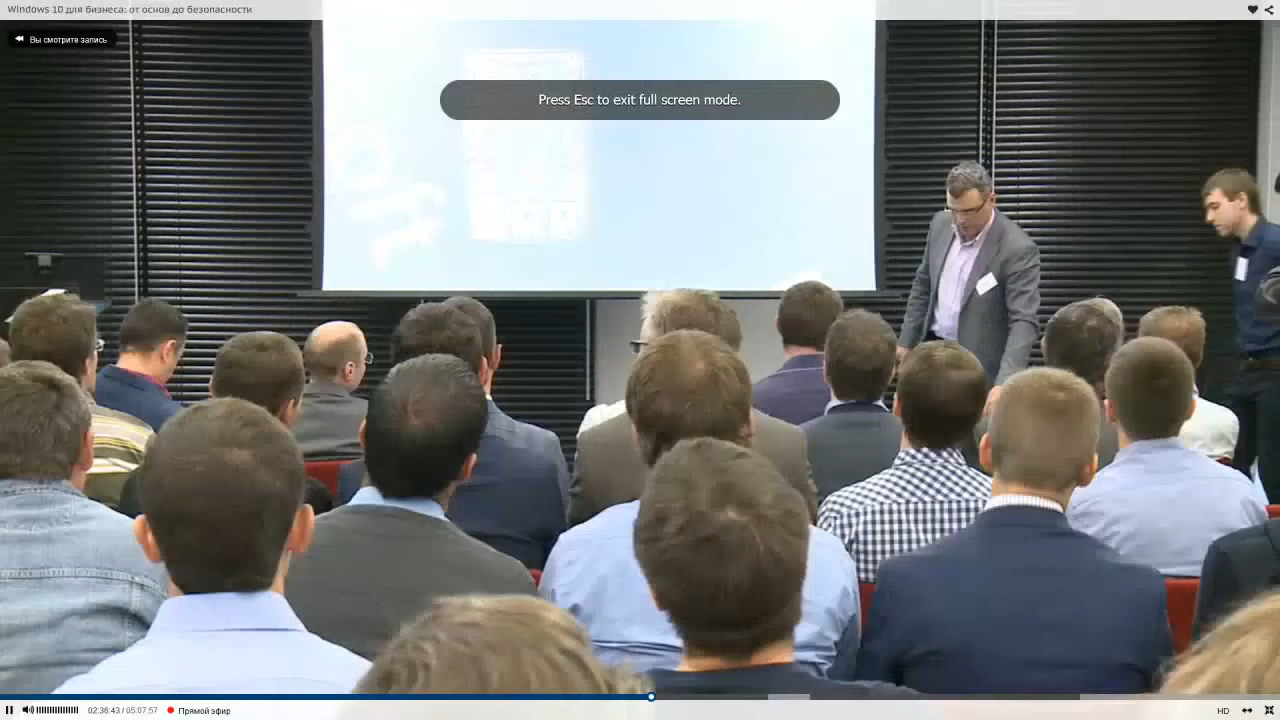 Windows 10 для бизнеса: от основ до безопасности
Вы смотрите запись
Press Esc to exit full screen mode.
02:36:43 / 05:07:57 Прямой эфир HD